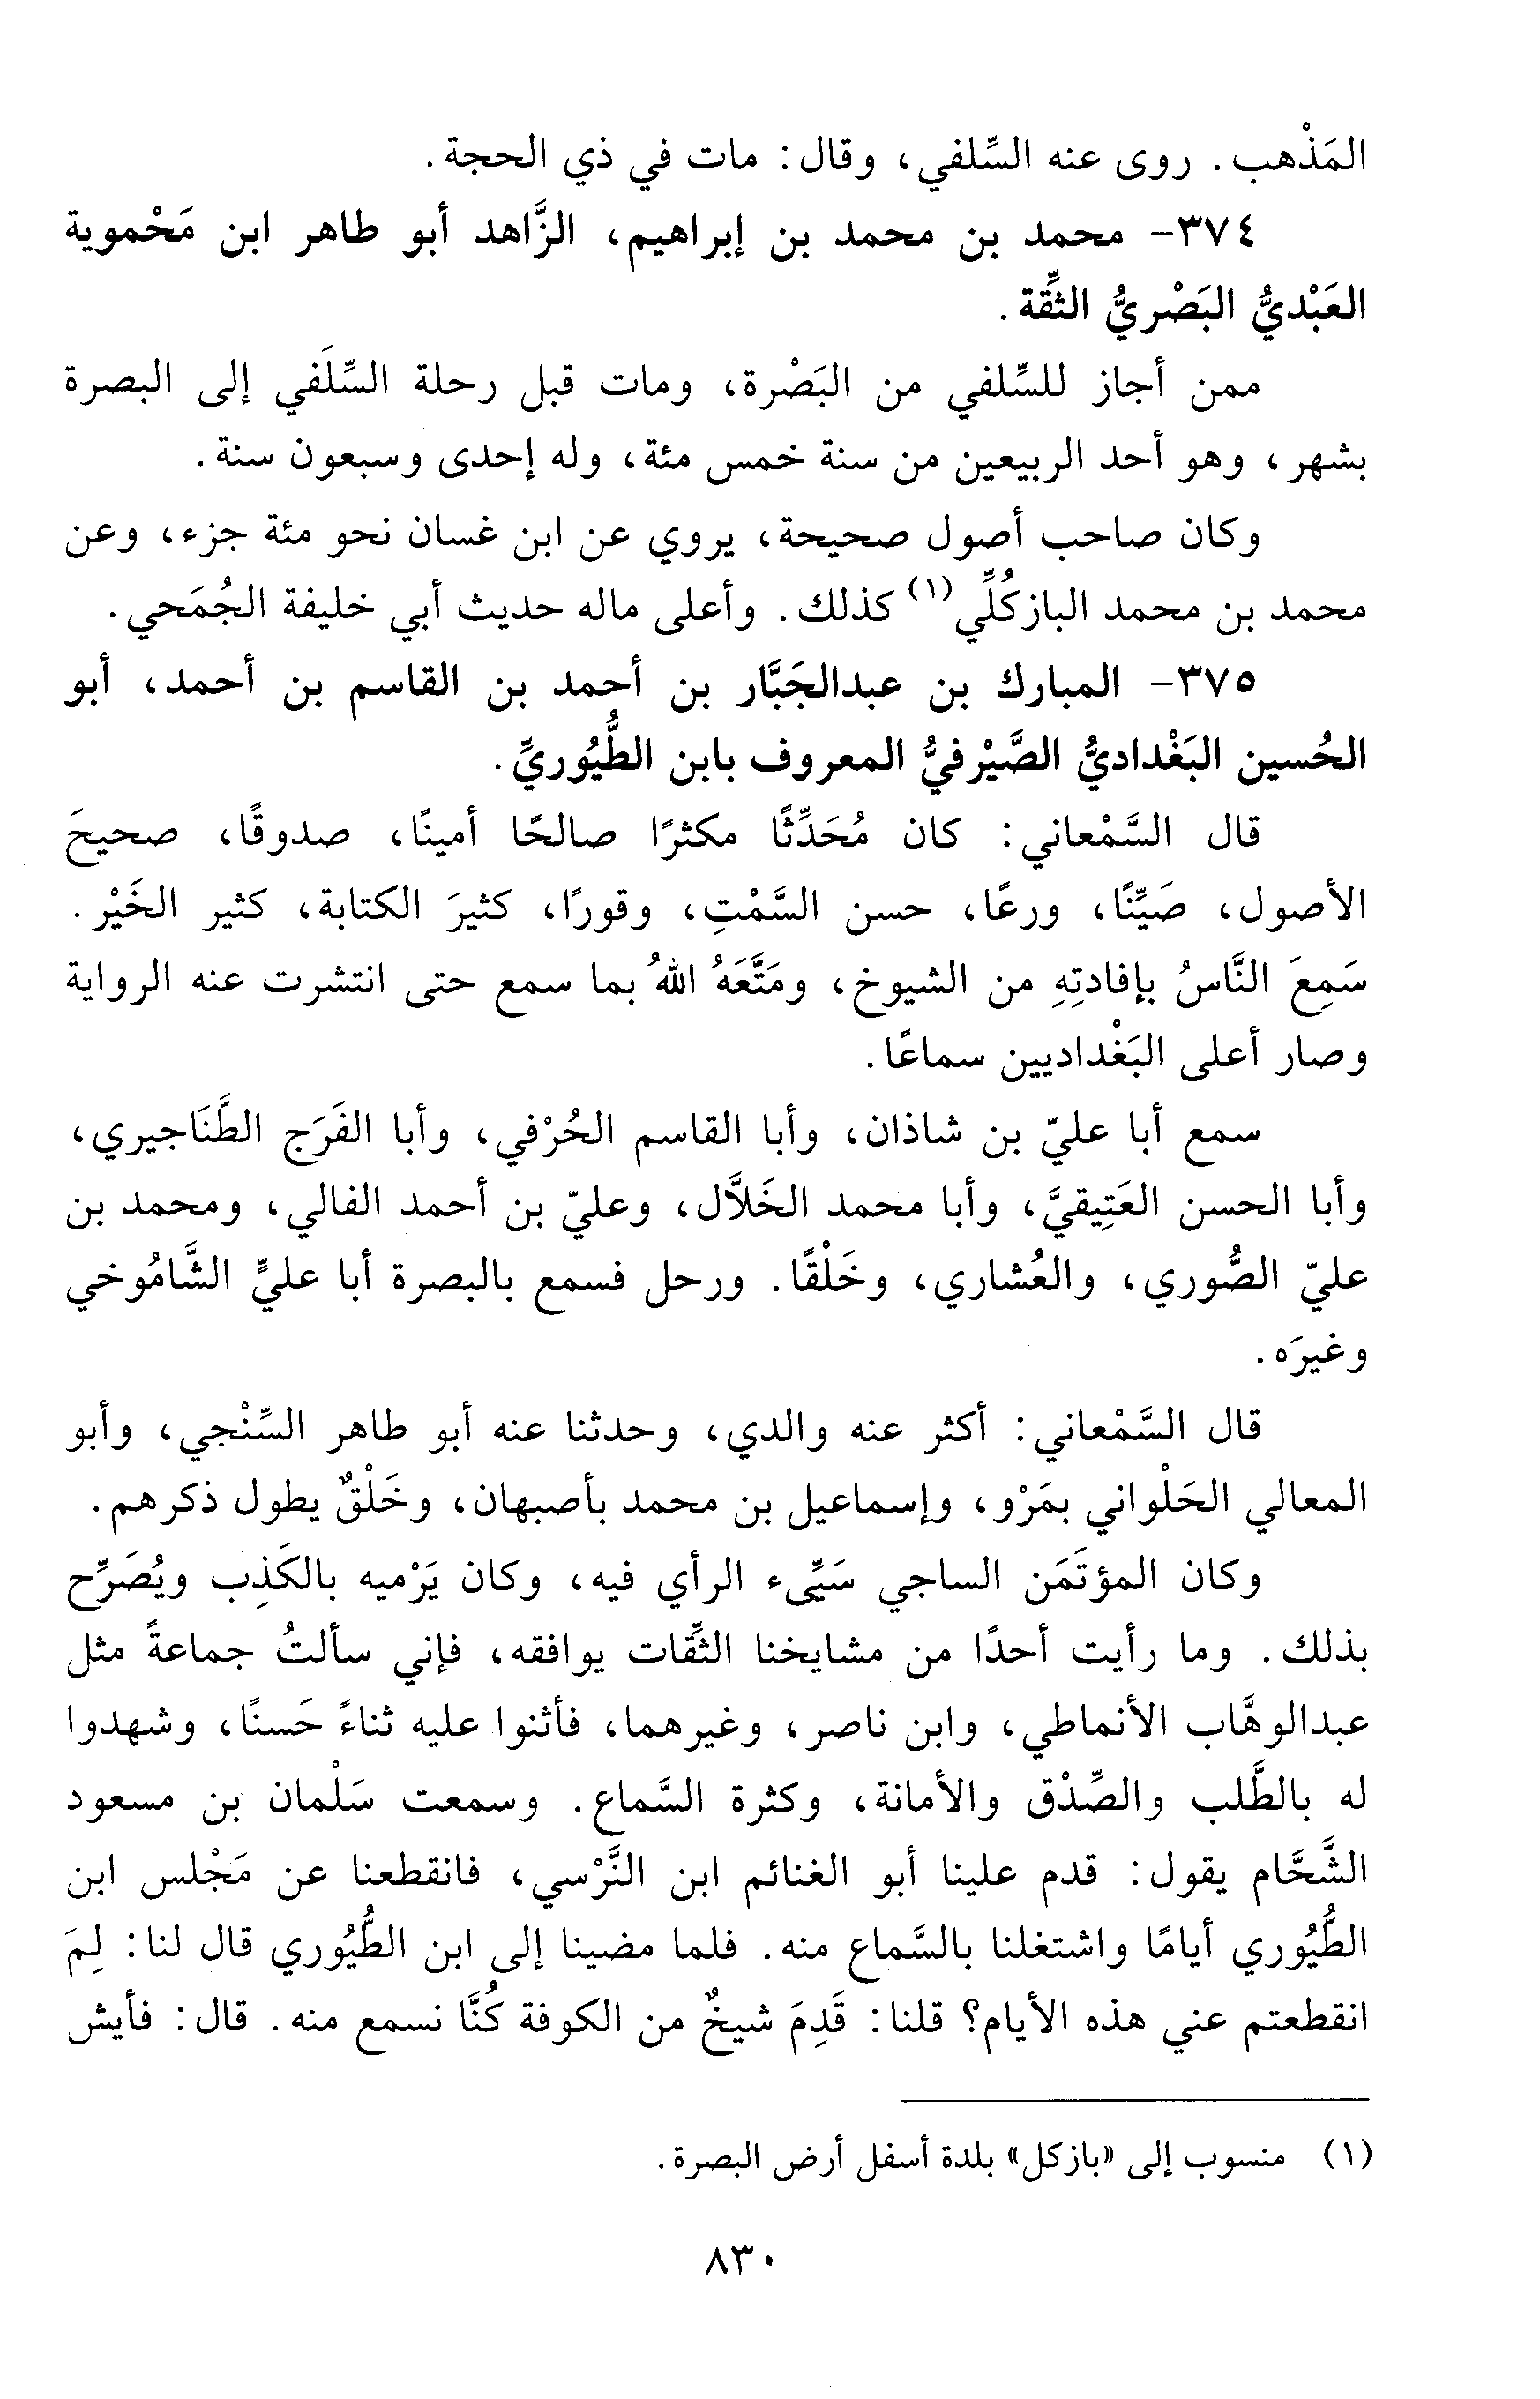 المَذْهب. روى عنه السِّلفي، وقال: مات في ذي الحجة.
٣٧٤- محمد بن محمد بن إبراهيم، الزَّاهد أبو طاهر ابن مَحْموية
العَبْديُّ البَصْريُّ الثِّقة.
ممن أجاز للسِّلفي من البَصْرة، ومات قبل رحلة السِّلَفي إلى البصرة
بشهر، وهو أحد الربيعين من سنة خمس مئة، وله إحدى وسبعون سنة.
وكان صاحب أصول صحيحة، يروي عن ابن غسان نحو مئة جزء، وعن
محمد بن محمد البازكُلِّي(١) كذلك. وأعلى ماله حديث أبي خليفة الجُمَحي.
٣٧٥- المبارك بن عبدالجَبَّار بن أحمد بن القاسم بن أحمد، أبو
الحُسين البَغْداديُّ الصَّيْرفيُّ المعروف بابن الطُّيُوريِّ.
قال السَّمْعاني: كان مُحَدِّثًا مكثرًا صالحًا أمينًا، صدوقًا، صحيحَ
الأصول، صَيِّنًا، ورعًا، حسن السَّمْتِ، وقورًا، كثيرَ الكتابة، كثير الخَيْر.
سَمِعَ النَّاسُ بإفادتِهِ من الشيوخ، ومَتَّعَهُ اللهُ بما سمع حتى انتشرت عنه الرواية
وصار أعلى البَغْداديين سماعًا.
سمع أبا عليّ بن شاذان، وأبا القاسم الحُرْفي، وأبا الفَرَج الطَّنَاجيري،
وأبا الحسن العَتِيقيَّ، وأبا محمد الخَلاَّل، وعليّ بن أحمد الفالي، ومحمد بن
عليّ الصُّوري، والعُشاري، وخَلْقًا. ورحل فسمع بالبصرة أبا عليٍّ الشَّامُوخي
وغيرَه.
قال السَّمْعاني: أكثر عنه والدي، وحدثنا عنه أبو طاهر السِّنْجي، وأبو
المعالي الحَلْواني بمَرْو، وإسماعيل بن محمد بأصبهان، وخَلْقٌ يطول ذكرهم.
وكان المؤتَمَن الساجي سَيِّىء الرأي فيه، وكان يَرْميه بالكَذِب ويُصَرِّح
بذلك. وما رأيت أحدًا من مشايخنا الثِّقات يوافقه، فإني سألتُ جماعةً مثل
عبدالوهَّاب الأنماطي، وابن ناصر، وغيرهما، فأثنوا عليه ثناءً حَسنًا، وشهدوا
له بالطَّلب والصِّدْق والأمانة، وكثرة السَّماع. وسمعت سَلْمان بن مسعود
الشَّحَّام يقول: قدم علينا أبو الغنائم ابن النَّرْسي، فانقطعنا عن مَجْلس ابن
الطُّيُوري أيامًا واشتغلنا بالسَّماع منه. فلما مضينا إلى ابن الطُّيُوري قال لنا: لِمَ
انقطعتم عني هذه الأيام؟ قلنا: قَدِمَ شيخٌ من الكوفة كُنَّا نسمع منه. قال: فأيش
(١) منسوب إلى «بازكل» بلدة أسفل أرض البصرة.
٨٣٠